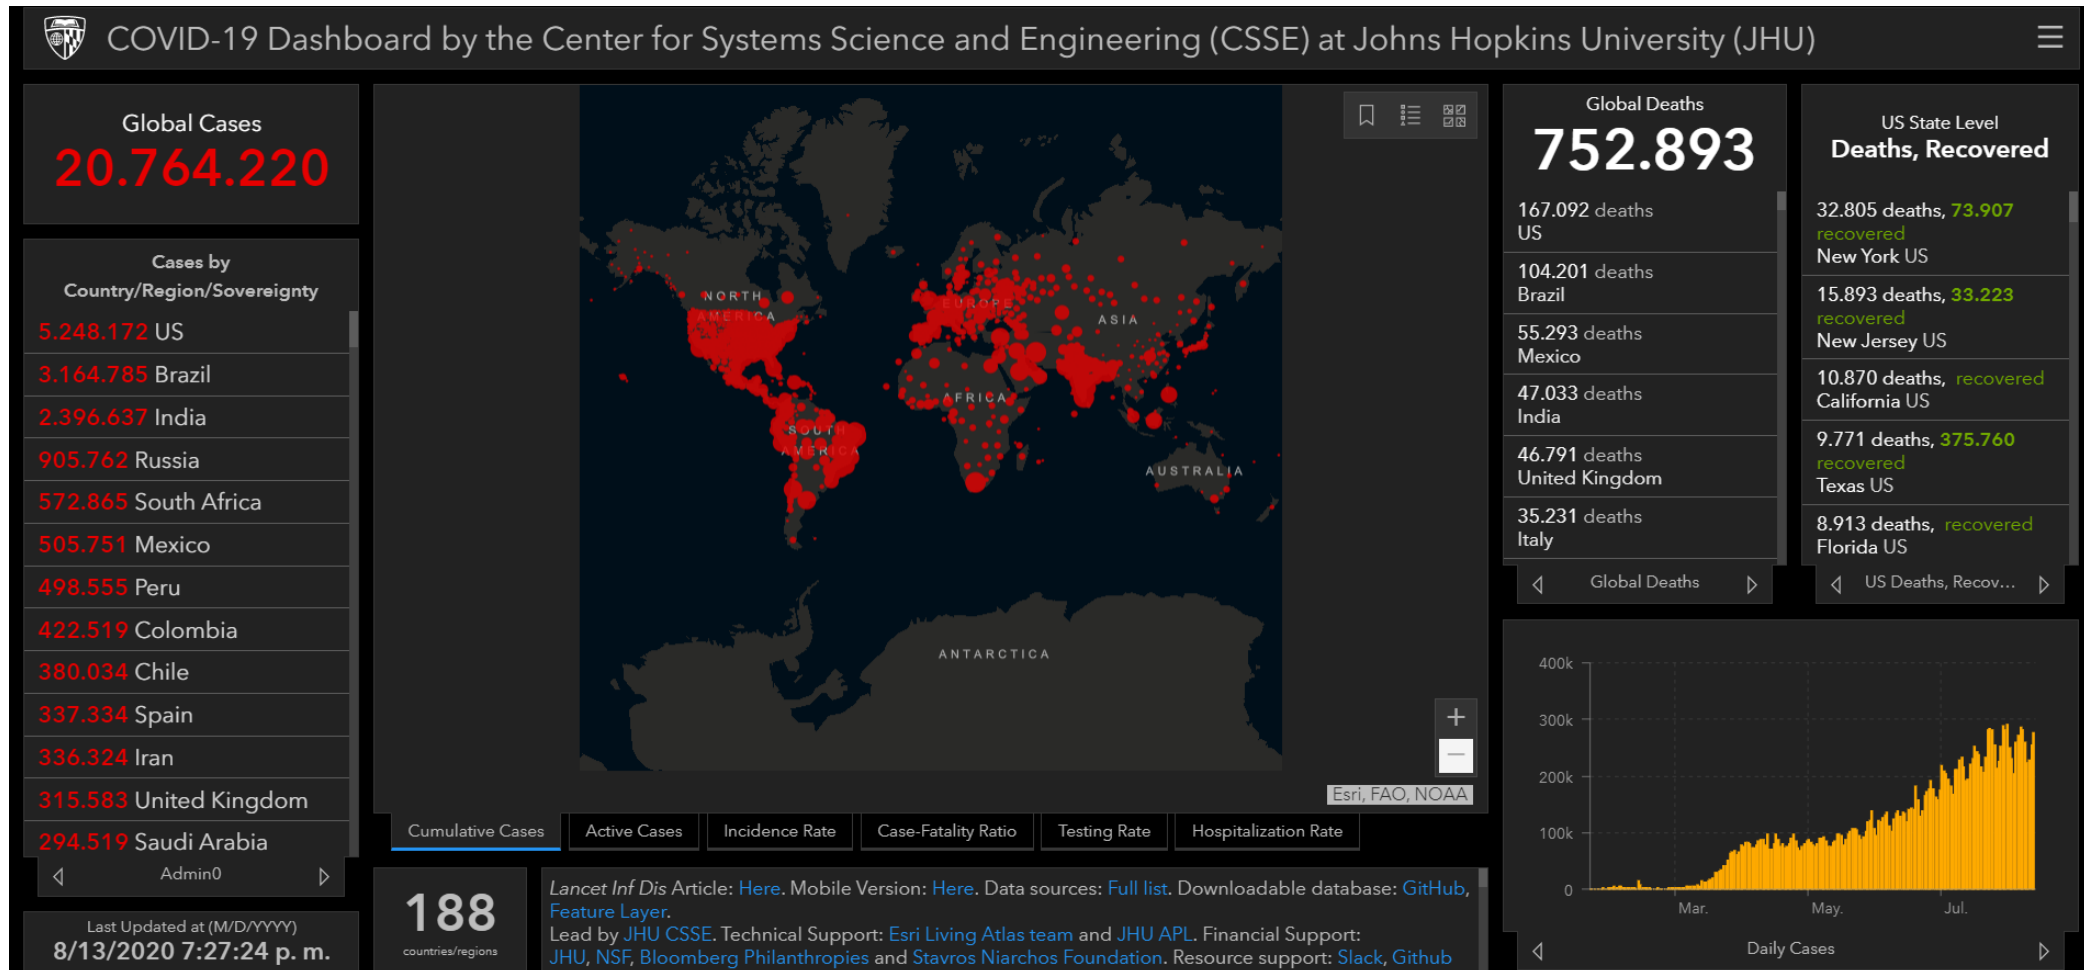 COVID-19 Dashboard by the Center for Systems Science and Engineering (CSSE) at Johns Hopkins University (JHU)
Global Cases
20.764.220
Cases by
Country/Region/Sovereignty
5.248.172 US
3.164.785 Brazil
2.396.637 India
905.762 Russia
572.865 South Africa
505.751 Mexico
498.555 Peru
422.519 Colombia
380.034 Chile
337.334 Spain
336.324 Iran
315.583 United Kingdom
294.519 Saudi Arabia
Admin0
Last Updated at (M/D/YYYY)
8/13/2020 7:27:24 p. m.
NORTH
AMERICA
EUROPE
ASIA
AFRICA
SOUTH
AMERICA
AUSTRALIA
ANTARCTICA
+
−
Esri, FAO, NOAA
Cumulative Cases
Active Cases
Incidence Rate
Case-Fatality Ratio
Testing Rate
Hospitalization Rate
188
countries/regions
Lancet Inf Dis Article: Here. Mobile Version: Here. Data sources: Full list. Downloadable database: GitHub,
Feature Layer.
Lead by JHU CSSE. Technical Support: Esri Living Atlas team and JHU APL. Financial Support:
JHU, NSF, Bloomberg Philanthropies and Stavros Niarchos Foundation. Resource support: Slack, Github
Global Deaths
752.893
167.092 deaths
US
104.201 deaths
Brazil
55.293 deaths
Mexico
47.033 deaths
India
46.791 deaths
United Kingdom
35.231 deaths
Italy
Global Deaths
US State Level
Deaths, Recovered
32.805 deaths, 73.907
recovered
New York US
15.893 deaths, 33.223
recovered
New Jersey US
10.870 deaths, recovered
California US
9.771 deaths, 375.760
recovered
Texas US
8.913 deaths, recovered
Florida US
US Deaths, Recov...
400k
300k
200k
100k
0
Mar.
May.
Jul.
Daily Cases